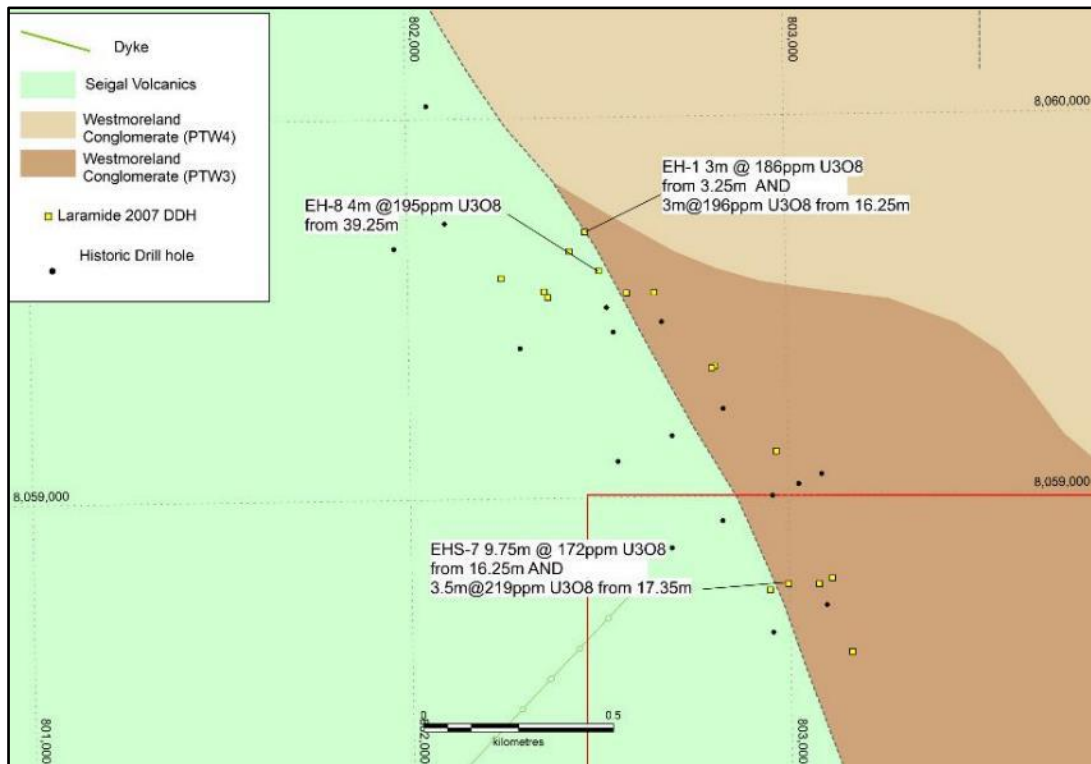 Dyke
Seigal Volcanics
Westmoreland
Conglomerate (PTW4)
Westmoreland
Conglomerate (PTW3)
Laramide 2007 DDH
Historic Drill hole
802,000
803,000
8,060,000
EH-1 3m @ 186ppm U3O8
from 3.25m AND
3m@196ppm U3O8 from 16.25m
EH-8 4m @195ppm U3O8
from 39.25m
8,059,000
8,059,000
EHS-7 9.75m @ 172ppm U3O8
from 16.25m AND
3.5m@219ppm U3O8 from 17.35m
801,000
802,000
0.5
kilometres
803,000